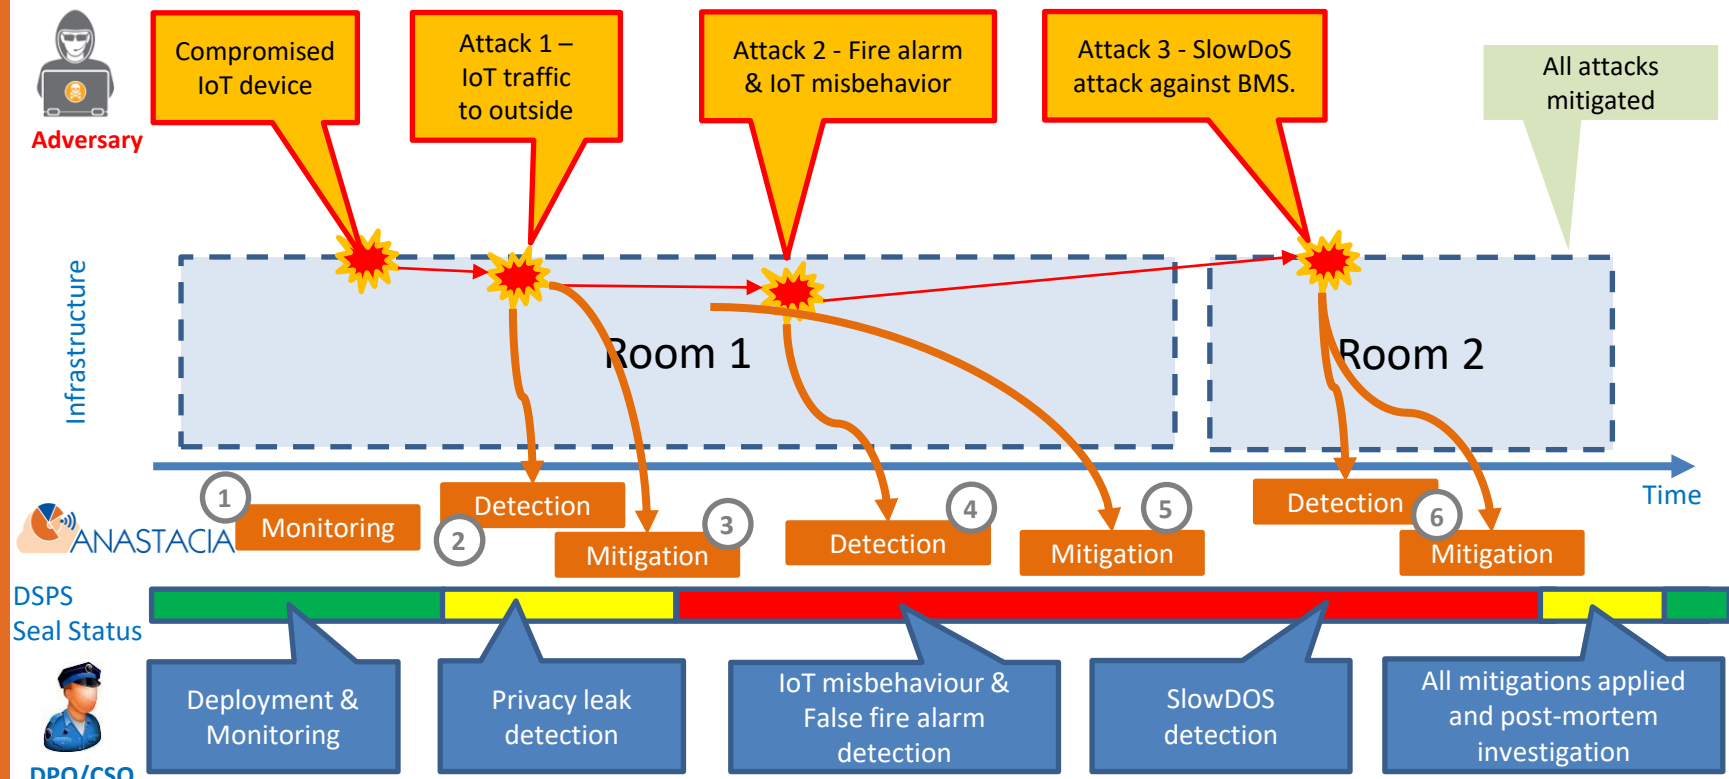 Compromised
IoT device
Attack 1 –
IoT traffic
to outside
Attack 2 - Fire alarm
& IoT misbehavior
Attack 3 - SlowDoS
attack against BMS.
All attacks
mitigated
Adversary
Infrastructure
Room 1
Room 2
Time
1
Monitoring
Detection
2
Mitigation
3
Detection
4
Mitigation
5
Detection
6
Mitigation
ANASTACIA
DSPS
Seal Status
Deployment &
Monitoring
Privacy leak
detection
IoT misbehaviour &
False fire alarm
detection
SlowDOS
detection
All mitigations applied
and post-mortem
investigation
DPO/CSO